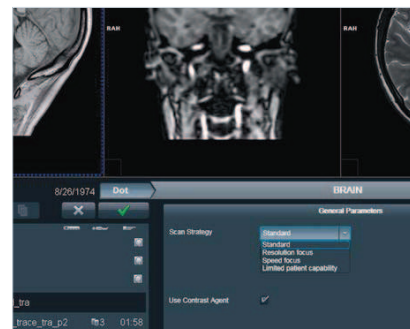 RAH
RAH
8/26/1974 Dot BRAIN
General Parameters
Scan Strategy Standard
Standard
Resolution focus
Speed focus
Limited patient capability
Use Contrast Agent
l_tra
_trace_tra_p2 3 01:58